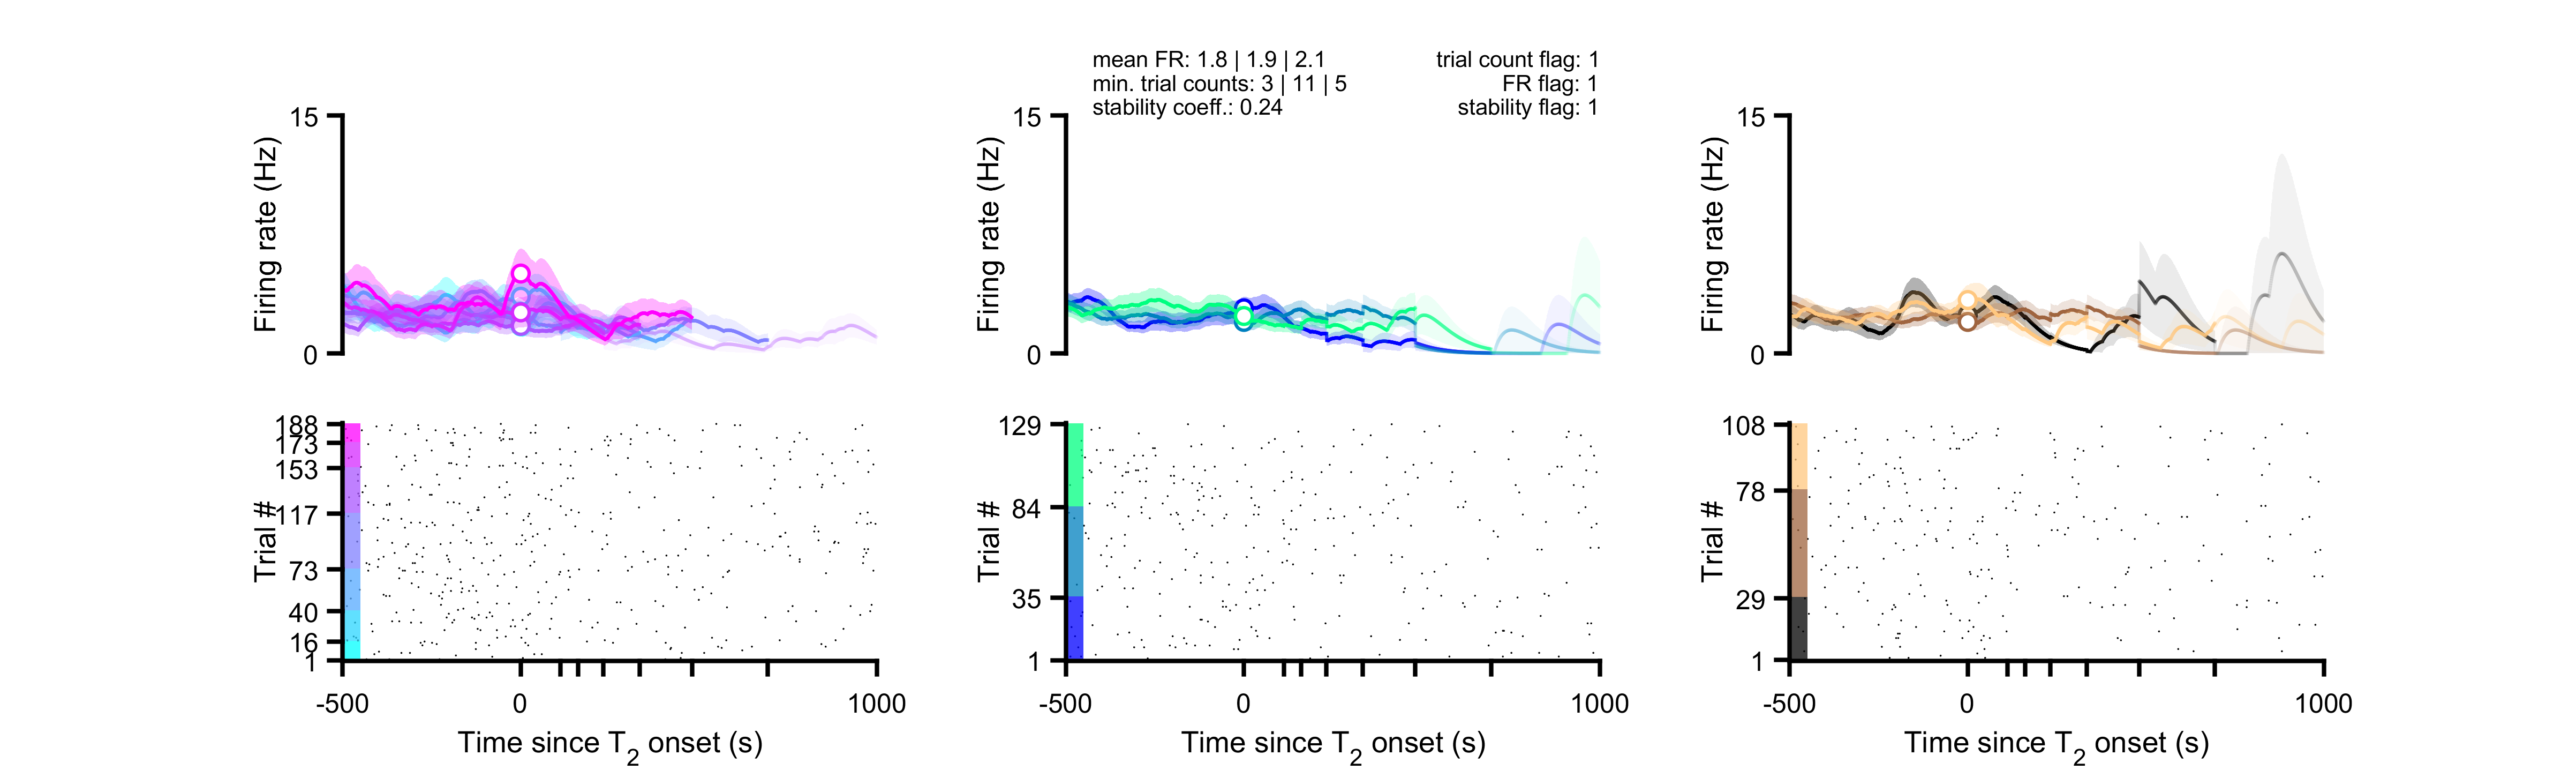 mean FR: 1.8 | 1.9 | 2.1
min. trial counts: 3 | 11 | 5
stability coeff.: 0.24
trial count flag: 1
FR flag: 1
stability flag: 1
15
Firing rate (Hz)
0
15
Firing rate (Hz)
0
15
Firing rate (Hz)
0
188
173
153
117
73
40
16
1
Trial #
-500
0
1000
Time since T2 onset (s)
129
84
35
1
Trial #
-500
0
1000
Time since T2 onset (s)
108
78
29
1
Trial #
-500
0
1000
Time since T2 onset (s)